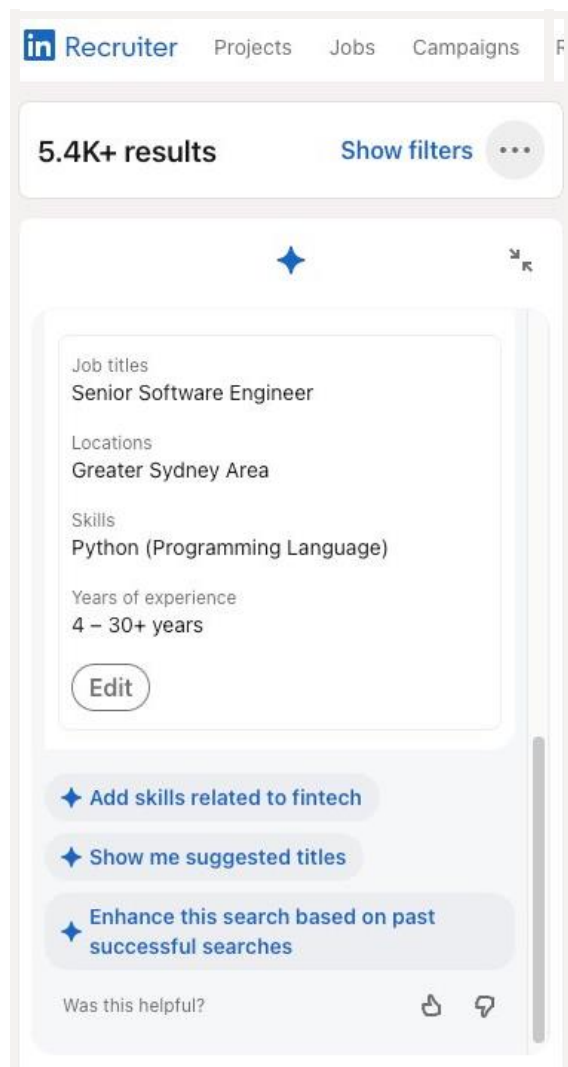 in Recruiter Projects Jobs Campaigns
5.4K+ results Show filters
Job titles
Senior Software Engineer
Locations
Greater Sydney Area
Skills
Python (Programming Language)
Years of experience
4 – 30+ years
Edit
Add skills related to fintech
Show me suggested titles
Enhance this search based on past
successful searches
Was this helpful?